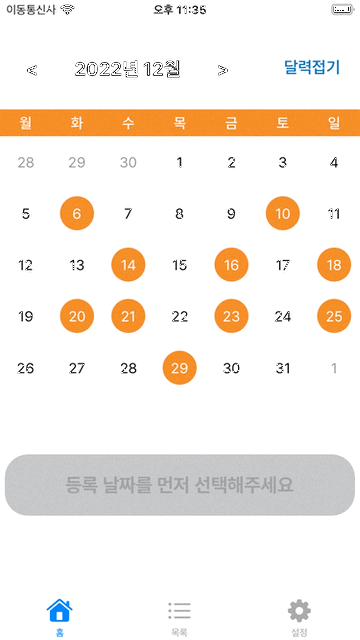 이동통신사 오후 11:35
< 2022년 12월 > 달력접기
월 화 수 목 금 토 일
28 29 30 1 2 3 4
5 6 7 8 9 10 11
12 13 14 15 16 17 18
19 20 21 22 23 24 25
26 27 28 29 30 31 1
등록 날짜를 먼저 선택해주세요
홈 목록 설정